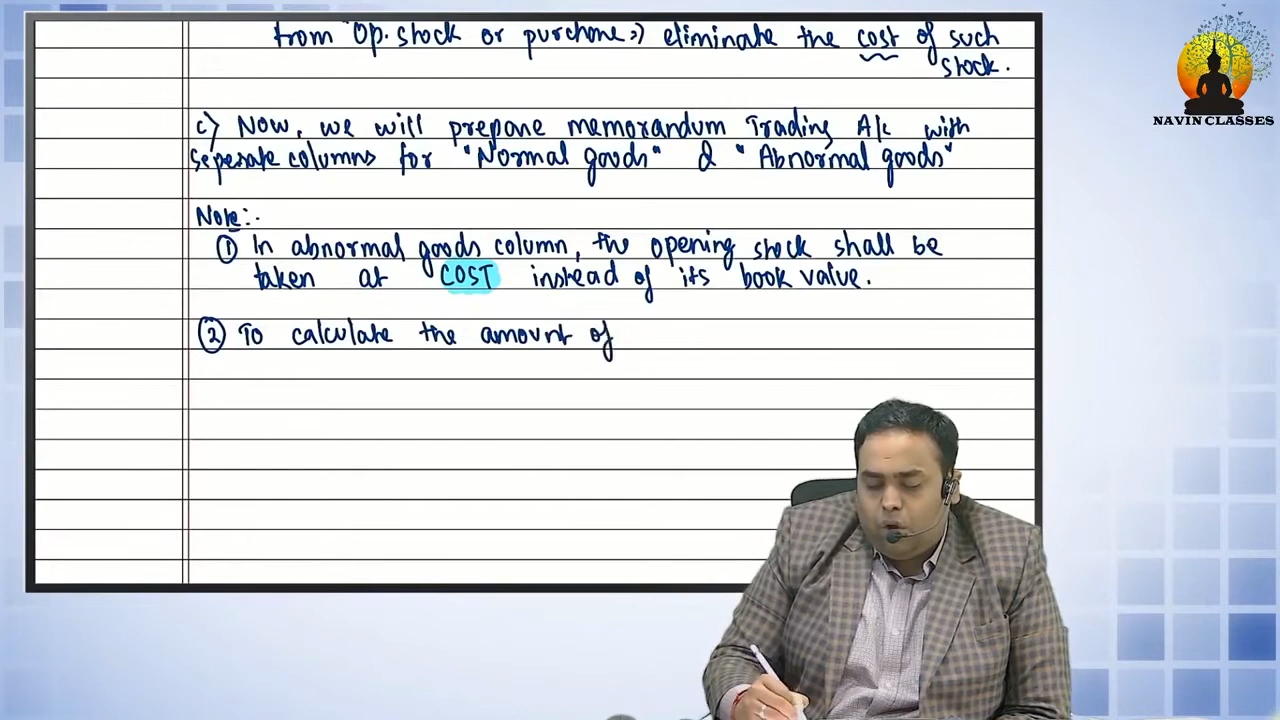 from "Op. stock or purchase => eliminate the cost of such
stock.
NAVIN CLASSES
c) Now, we will prepare memorandum Trading A/c with
seperate columns for "Normal goods" & "Abnormal goods"
Note:-
① In abnormal goods column, the opening stock shall be
taken at COST instead of its book value.
② To calculate the amount of